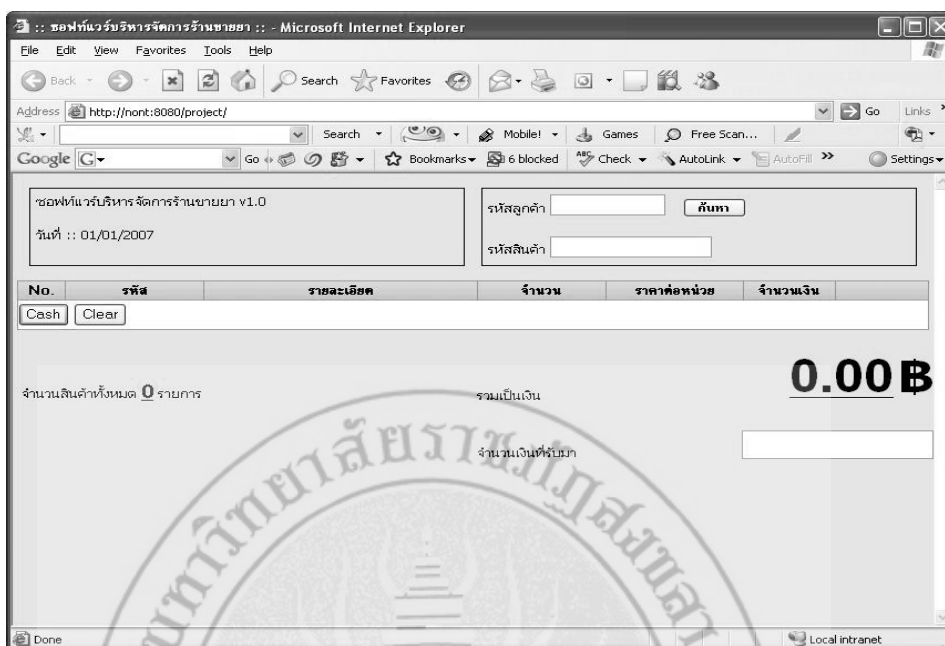 :: ซอฟท์แวร์บริหารจัดการร้านขายยา :: - Microsoft Internet Explorer
File Edit View Favorites Tools Help
Back Search Favorites
Address http://nont:8080/project/ Go Links
Search Mobile! Games Free Scan...
Google G Go Bookmarks 6 blocked Check AutoLink AutoFill Settings
ซอฟท์แวร์บริหารจัดการร้านขายยา v1.0
วันที่ :: 01/01/2007
รหัสลูกค้า ค้นหา
รหัสสินค้า
No. รหัส รายละเอียด จำนวน ราคาต่อหน่วย จำนวนเงิน
Cash Clear
จำนวนสินค้าทั้งหมด 0 รายการ รวมเป็นเงิน 0.00฿
จำนวนเงินที่รับมา
Done Local intranet